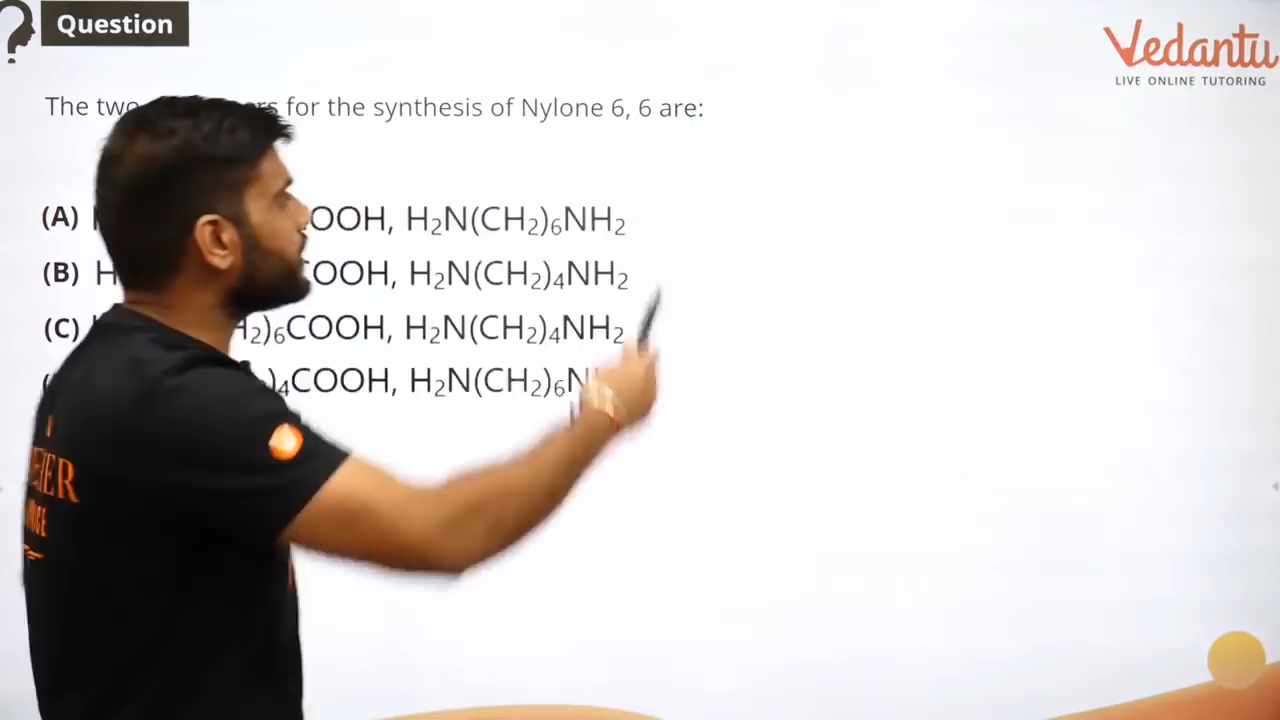 Question
Vedantu
LIVE ONLINE TUTORING
The two for the synthesis of Nylone 6, 6 are:
(A) OOH, H₂N(CH₂)₆NH₂
(B) H COOH, H₂N(CH₂)₄NH₂
(C) H₂)₆COOH, H₂N(CH₂)₄NH₂
)₄COOH, H₂N(CH₂)₆N